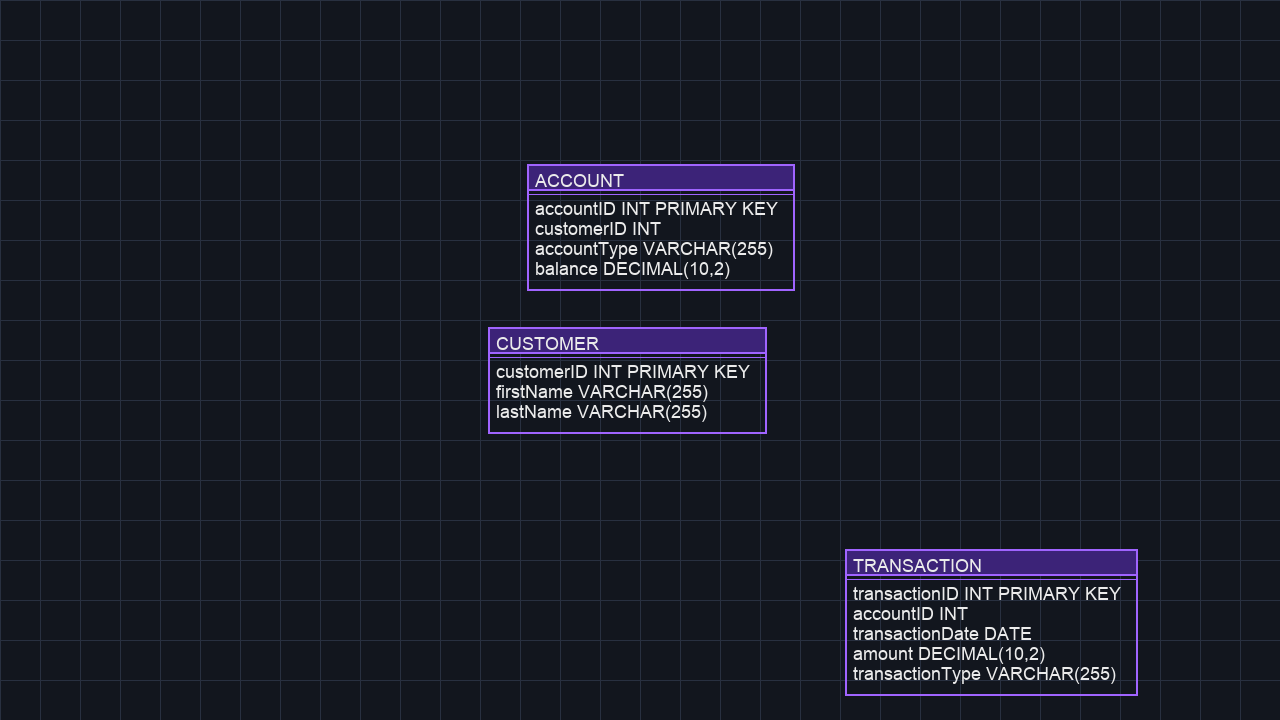 ACCOUNT
accountID INT PRIMARY KEY
customerID INT
accountType VARCHAR(255)
balance DECIMAL(10,2)
CUSTOMER
customerID INT PRIMARY KEY
firstName VARCHAR(255)
lastName VARCHAR(255)
TRANSACTION
transactionID INT PRIMARY KEY
accountID INT
transactionDate DATE
amount DECIMAL(10,2)
transactionType VARCHAR(255)